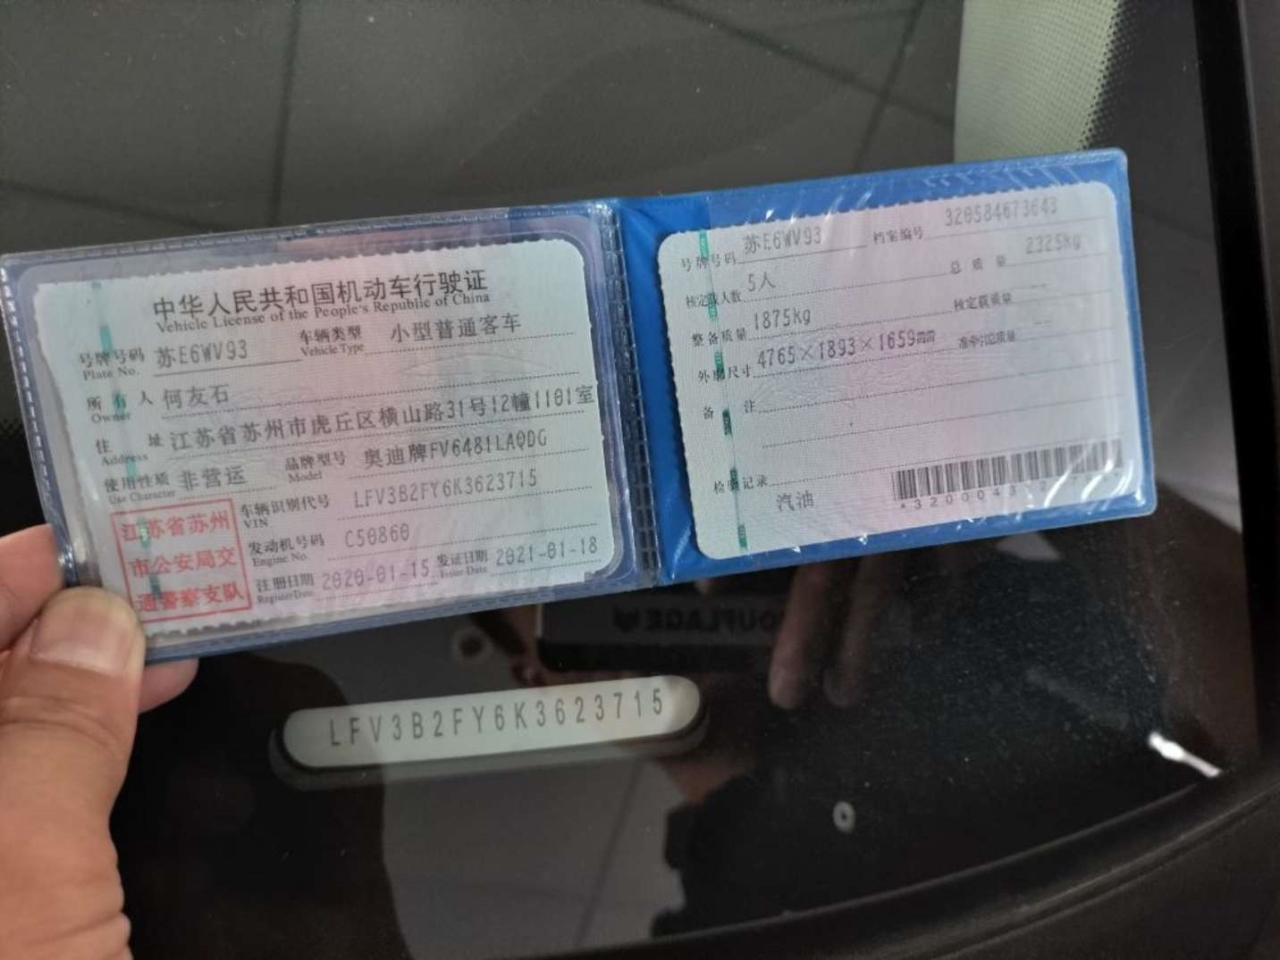 中华人民共和国机动车行驶证
Vehicle License of the People's Republic of China
号牌号码 苏E6WV93 车辆类型 小型普通客车
Plate No. Vehicle Type
所有人 何友石
Owner
住址 江苏省苏州市虎丘区横山路31号12幢1101室
Address
使用性质 非营运 品牌型号 奥迪牌FV6481LAQDG
Use Character Model
江苏省苏州
市公安局交
通警察支队
车辆识别代号 LFV3B2FY6K3623715
VIN
发动机号码 C50860
Engine No.
注册日期 2020-01-15 发证日期 2021-01-18
Register Date Issue Date
号牌号码 苏E6WV93 档案编号 320584673643
核定载人数 5人 总质量 2325kg
整备质量 1875kg 核定载质量 --
外廓尺寸 4765×1893×1659mm 准牵引总质量 --
备注
检验记录
汽油
LFV3B2FY6K3623715